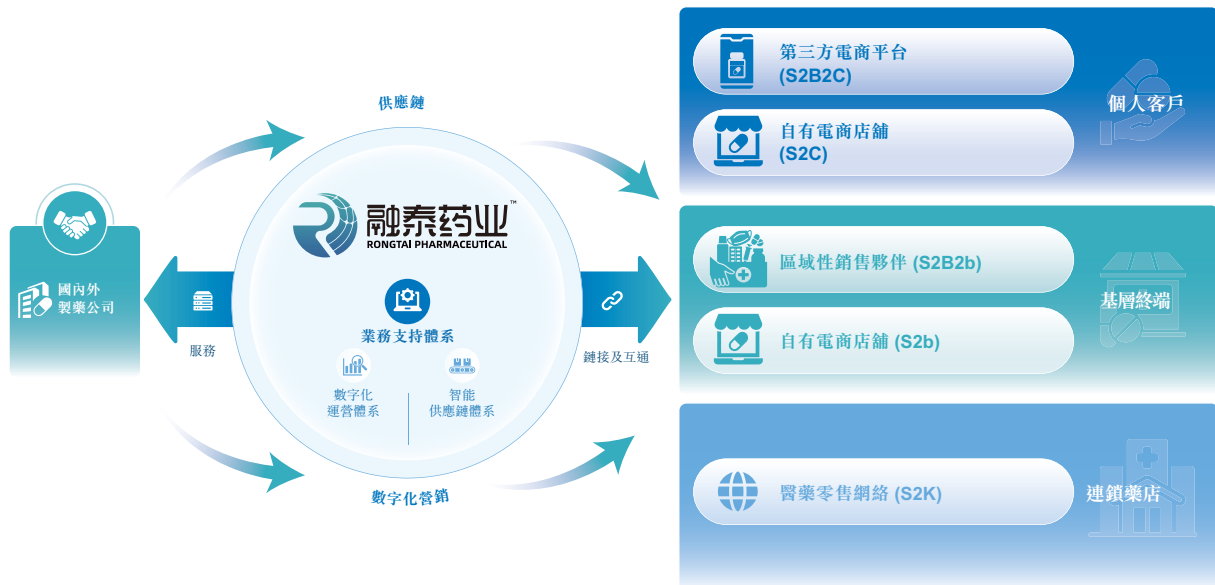 國內外
製藥公司
服務
供應鏈
融泰药业™
RONGTAI PHARMACEUTICAL
業務支持體系
數字化
運營體系
智能
供應鏈體系
數字化營銷
鏈接及互通
第三方電商平台
(S2B2C)
自有電商店舖
(S2C)
個人客戶
區域性銷售夥伴 (S2B2b)
自有電商店舖 (S2b)
基層終端
醫藥零售網絡 (S2K)
連鎖藥店